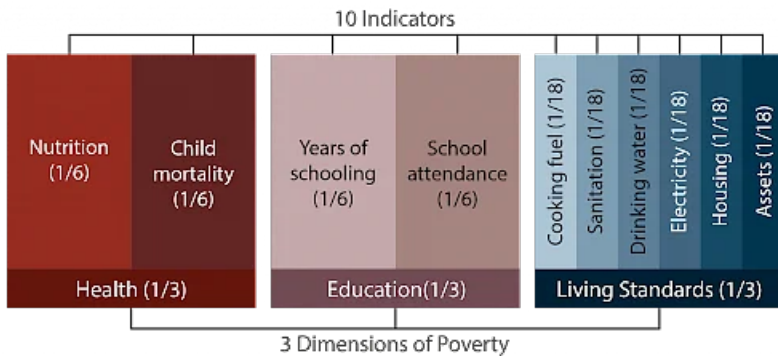 10 Indicators
Nutrition
(1/6)
Child
mortality
(1/6)
Years of
schooling
(1/6)
School
attendance
(1/6)
Cooking fuel (1/18)
Sanitation (1/18)
Drinking water (1/18)
Electricity (1/18)
Housing (1/18)
Assets (1/18)
Health (1/3)
Education(1/3)
Living Standards (1/3)
3 Dimensions of Poverty